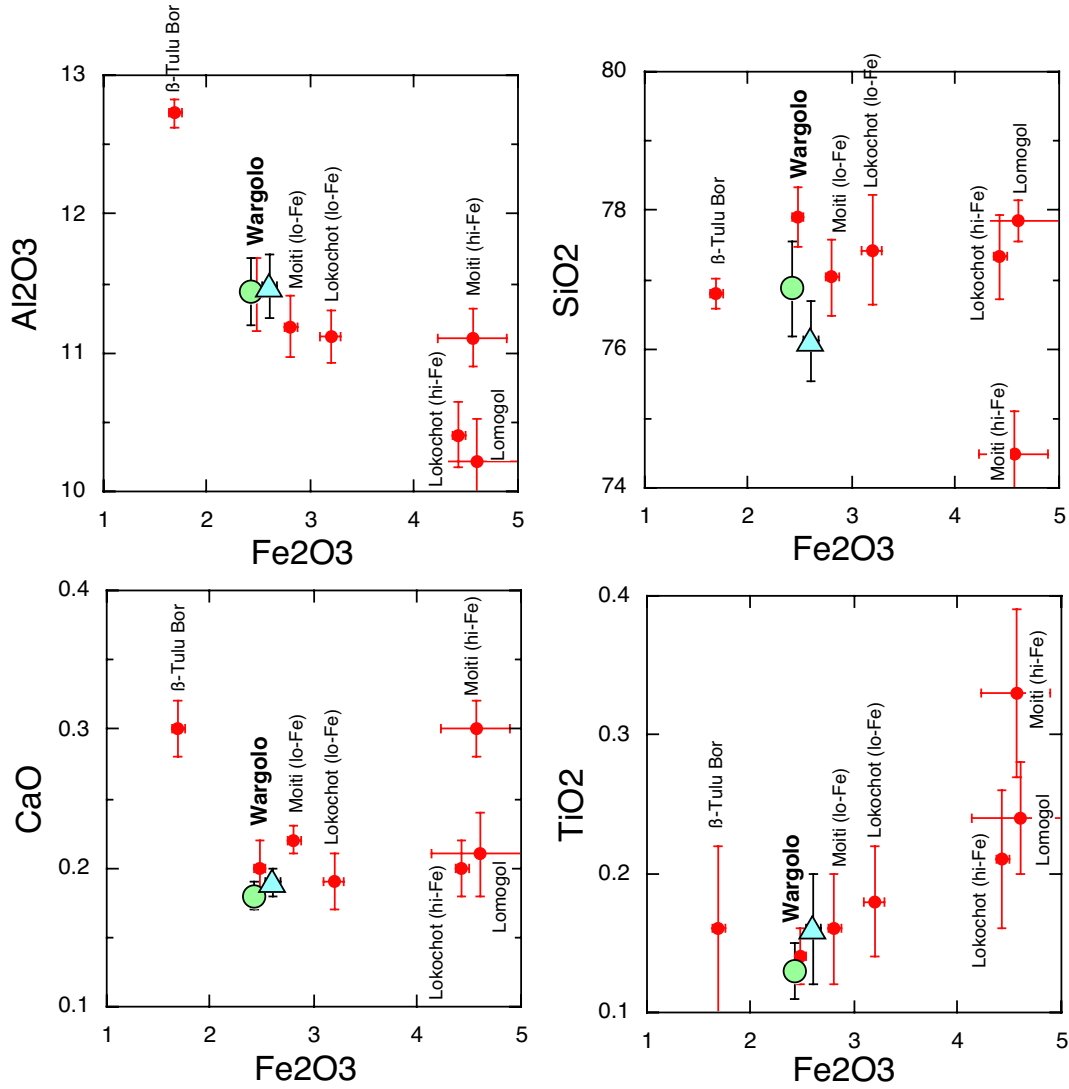 13
12
11
10
Al2O3
ß-Tulu Bor
Wargolo
Moiti (lo-Fe)
Lokochot (lo-Fe)
Moiti (hi-Fe)
Lokochot (hi-Fe)
Lomogol
1 2 3 4 5
Fe2O3
80
78
76
74
SiO2
ß-Tulu Bor
Wargolo
Moiti (lo-Fe)
Lokochot (lo-Fe)
Lokochot (hi-Fe)
Lomogol
Moiti (hi-Fe)
1 2 3 4 5
Fe2O3
0.4
0.3
0.2
0.1
CaO
ß-Tulu Bor
Wargolo
Moiti (lo-Fe)
Lokochot (lo-Fe)
Moiti (hi-Fe)
Lokochot (hi-Fe)
Lomogol
1 2 3 4 5
Fe2O3
0.4
0.3
0.2
0.1
TiO2
ß-Tulu Bor
Wargolo
Moiti (lo-Fe)
Lokochot (lo-Fe)
Lokochot (hi-Fe)
Moiti (hi-Fe)
Lomogol
1 2 3 4 5
Fe2O3